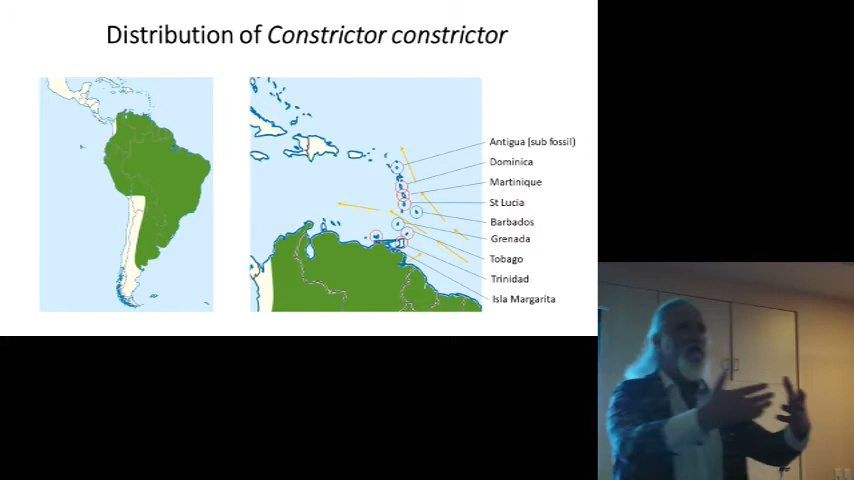 Distribution of Constrictor constrictor
Antigua (sub fossil)
Dominica
Martinique
St Lucia
Barbados
Grenada
Tobago
Trinidad
Isla Margarita